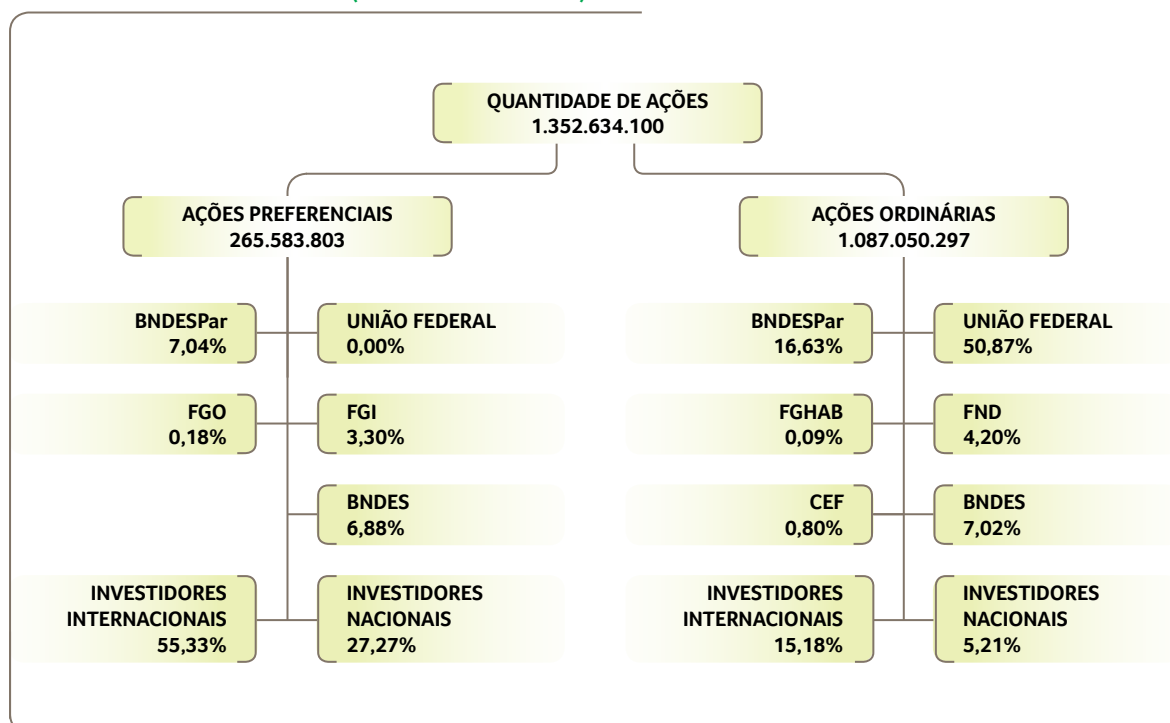 QUANTIDADE DE AÇÕES
1.352.634.100
AÇÕES PREFERENCIAIS
265.583.803
BNDESPar
7,04%
UNIÃO FEDERAL
0,00%
FGO
0,18%
FGI
3,30%
BNDES
6,88%
INVESTIDORES
INTERNACIONAIS
55,33%
INVESTIDORES
NACIONAIS
27,27%
AÇÕES ORDINÁRIAS
1.087.050.297
BNDESPar
16,63%
UNIÃO FEDERAL
50,87%
FGHAB
0,09%
FND
4,20%
CEF
0,80%
BNDES
7,02%
INVESTIDORES
INTERNACIONAIS
15,18%
INVESTIDORES
NACIONAIS
5,21%